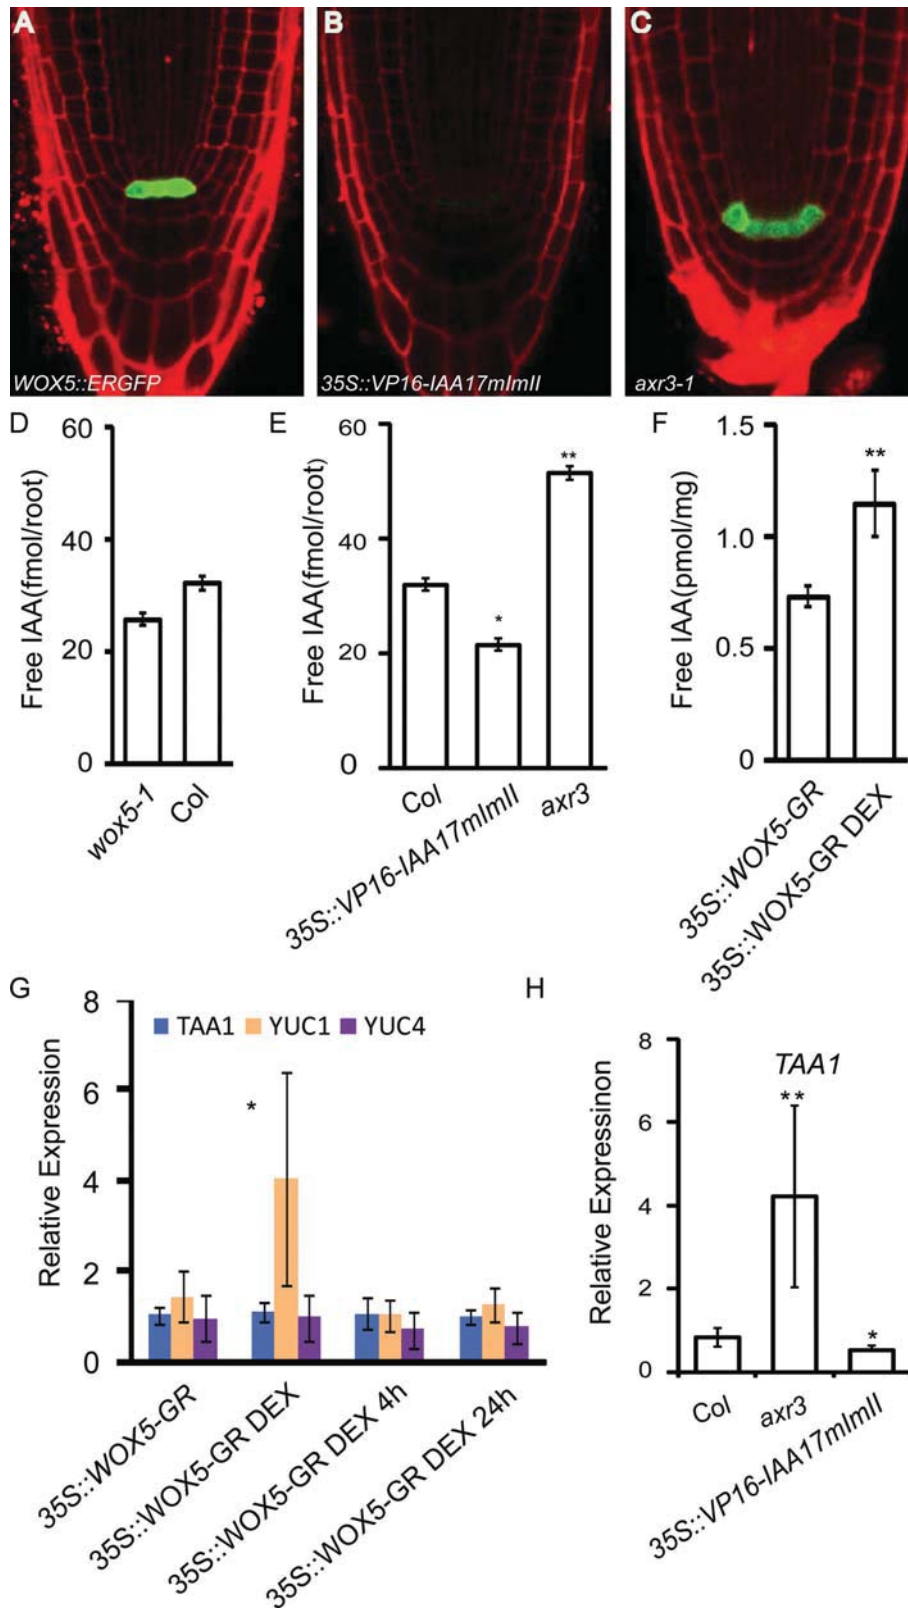 A
B
C
WOX5::ERGFP
35S::VP16-IAA17mImII
axr3-1
D
60
40
20
0
Free IAA(fmol/root)
wox5-1
Col
E
60
40
20
0
Free IAA(fmol/root)
*
**
Col
35S::VP16-IAA17mImII
axr3
F
1.5
1.0
0.5
0
Free IAA(pmol/mg)
**
35S::WOX5-GR
35S::WOX5-GR DEX
G
8
6
4
2
0
Relative Expression
TAA1 YUC1 YUC4
*
35S::WOX5-GR
35S::WOX5-GR DEX
35S::WOX5-GR DEX 4h
35S::WOX5-GR DEX 24h
H
8
6
4
2
0
Relative Expressinon
TAA1
**
*
Col
axr3
35S::VP16-IAA17mImII